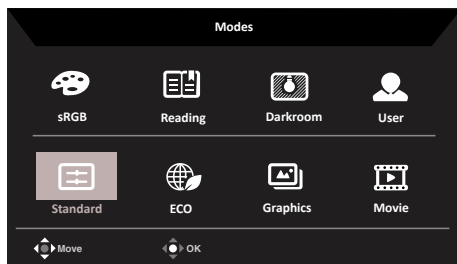 Modes
sRGB Reading Darkroom User
Standard ECO Graphics Movie
Move OK